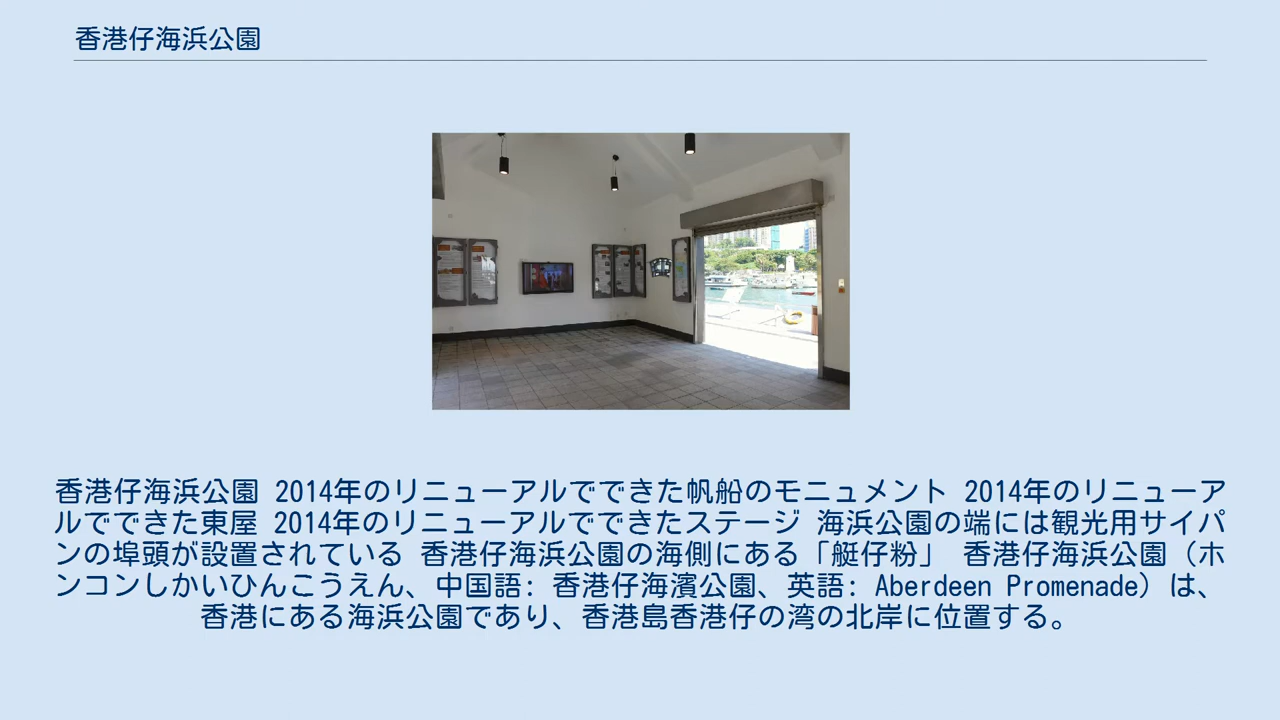 香港仔海浜公園
香港仔海浜公園 2014年のリニューアルでできた帆船のモニュメント 2014年のリニューア
ルでできた東屋 2014年のリニューアルでできたステージ 海浜公園の端には観光用サイパ
ンの埠頭が設置されている 香港仔海浜公園の海側にある「艇仔粉」 香港仔海浜公園（ホ
ンコンしかいひんこうえん、中国語: 香港仔海濱公園、英語: Aberdeen Promenade）は、
香港にある海浜公園であり、香港島香港仔の湾の北岸に位置する。